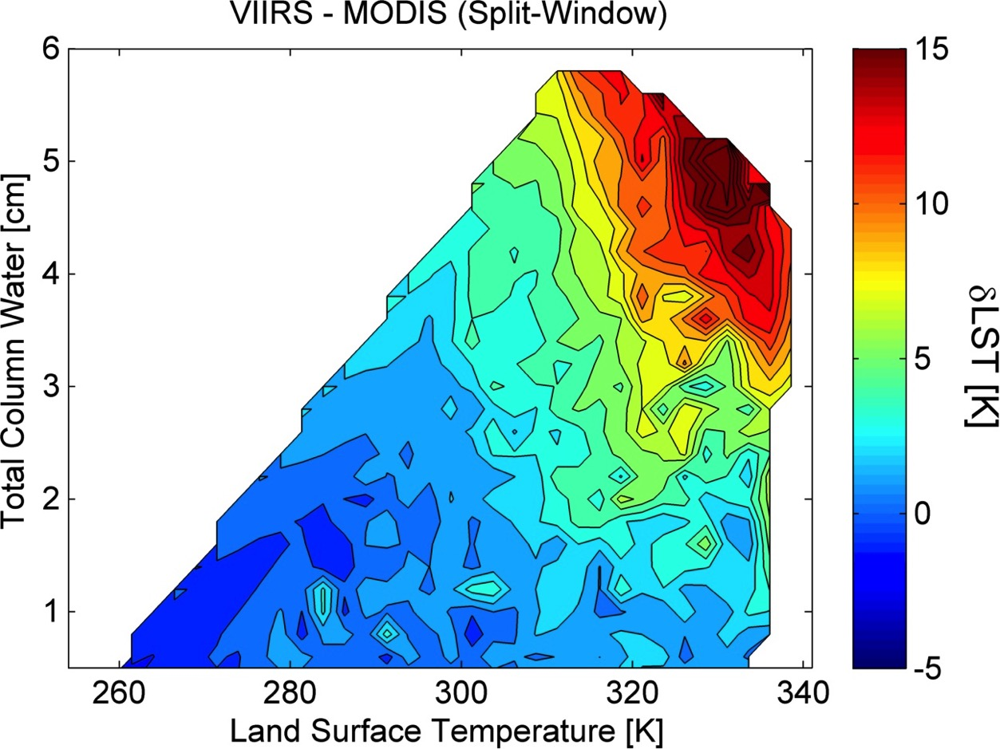 VIIRS - MODIS (Split-Window)
6
5
4
3
2
1
Total Column Water [cm]
260 280 300 320 340
Land Surface Temperature [K]
15
10
5
0
-5
δLST [K]